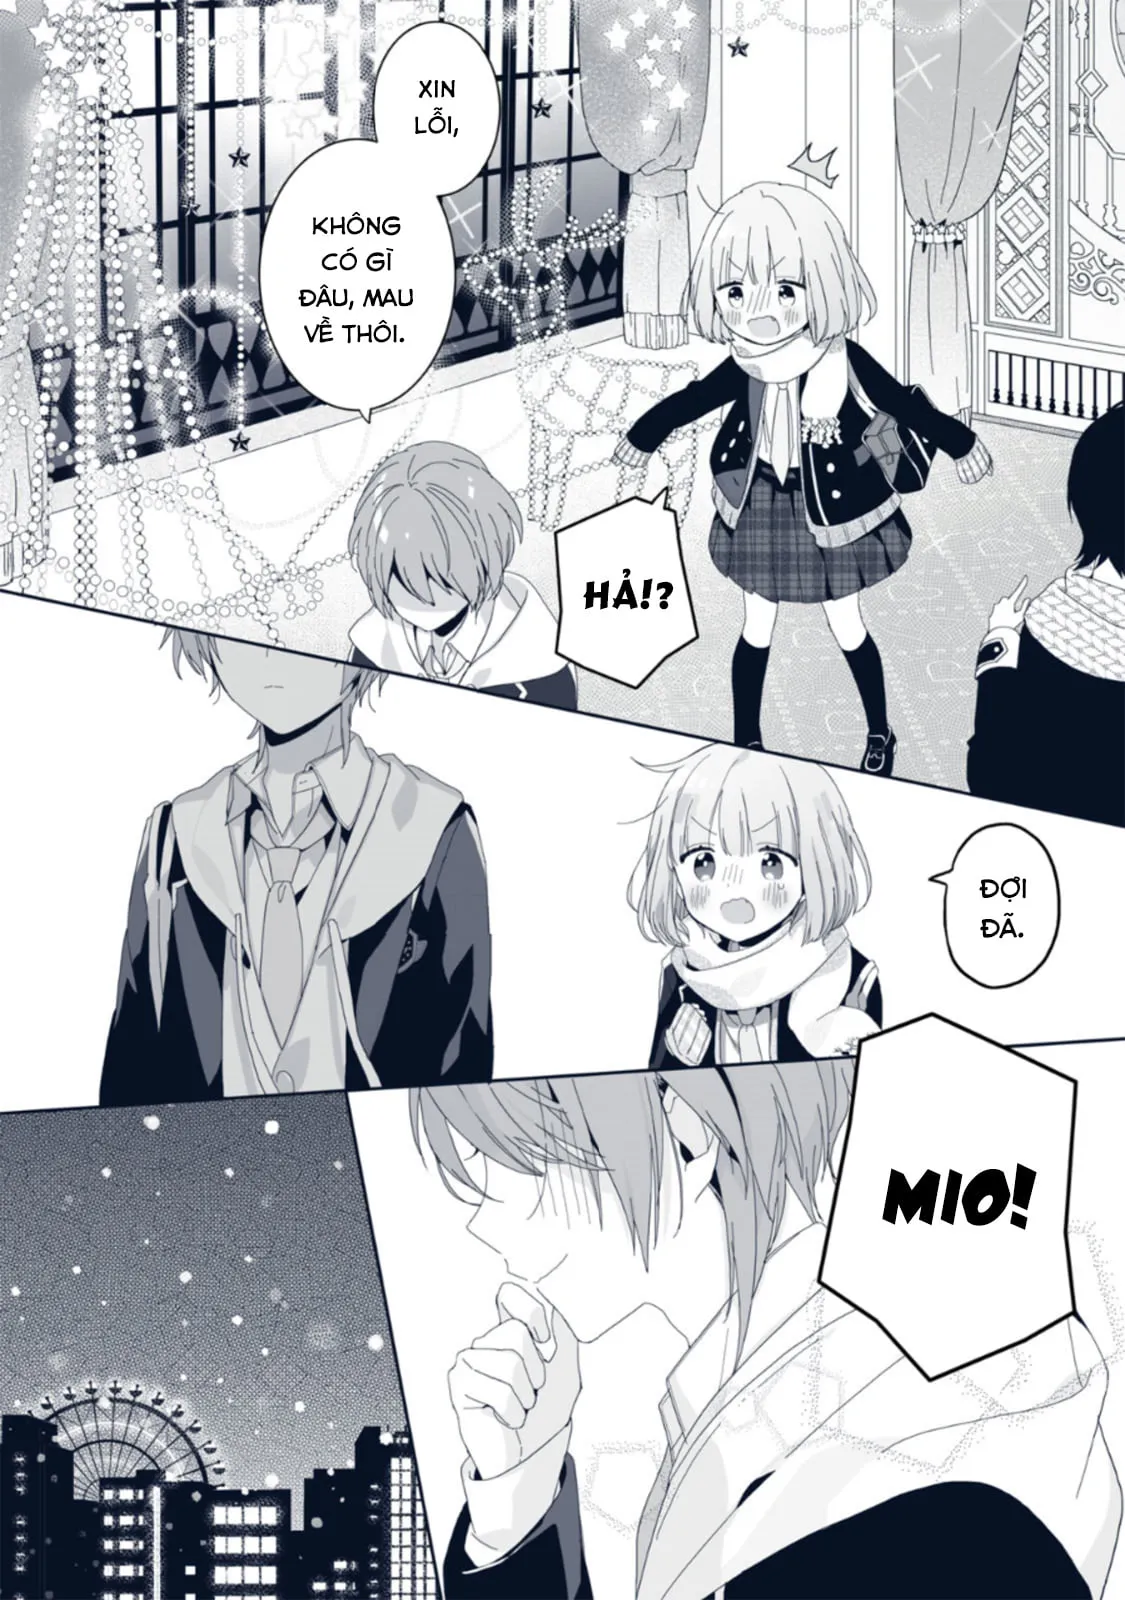 XIN
LỖI,
KHÔNG
CÓ GÌ
ĐÂU, MAU
VỀ THÔI.
HẢ!?
ĐỢI
ĐÃ.
MIO!